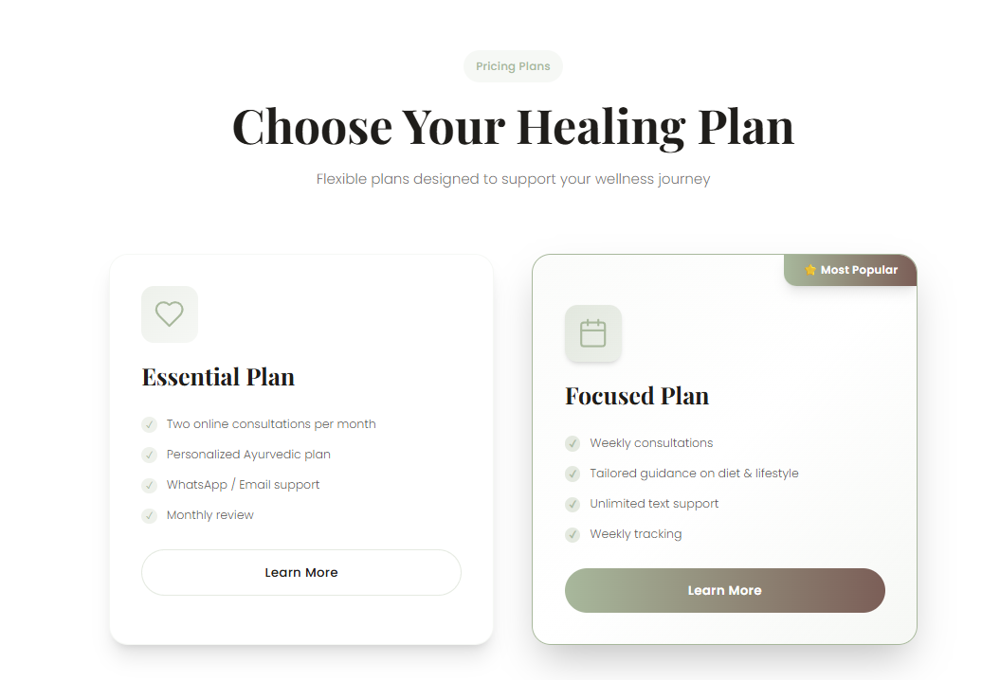 Pricing Plans
Choose Your Healing Plan
Flexible plans designed to support your wellness journey
Essential Plan
Two online consultations per month
Personalized Ayurvedic plan
WhatsApp / Email support
Monthly review
Learn More
Most Popular
Focused Plan
Weekly consultations
Tailored guidance on diet & lifestyle
Unlimited text support
Weekly tracking
Learn More